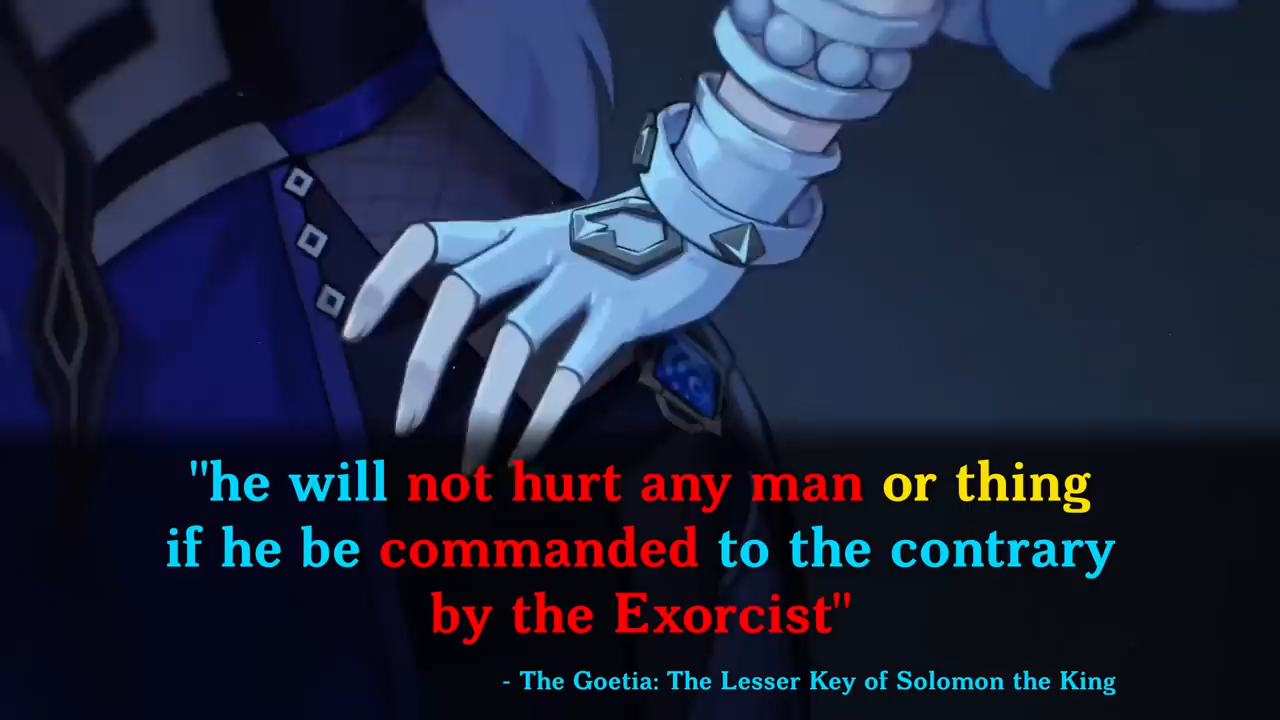 "he will not hurt any man or thing
if he be commanded to the contrary
by the Exorcist"
- The Goetia: The Lesser Key of Solomon the King